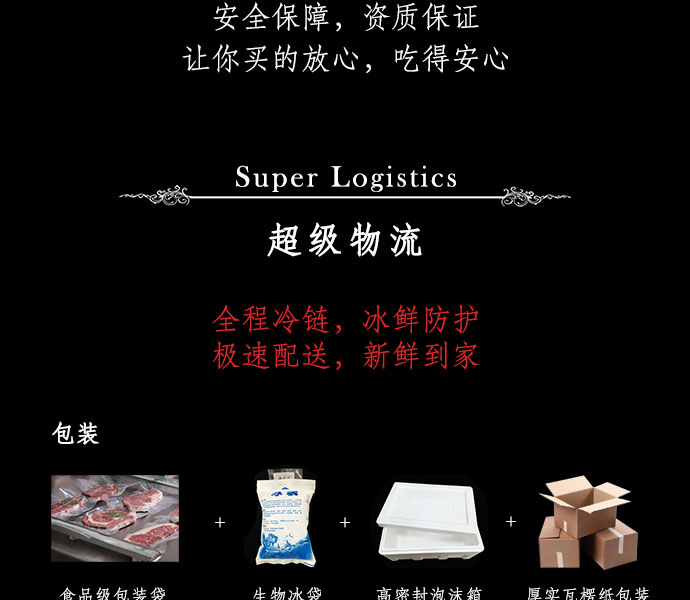 安全保障，资质保证
让你买的放心，吃得安心
Super Logistics
超级物流
全程冷链，冰鲜防护
极速配送，新鲜到家
包装
+ + +
食品级包装袋 生物冰袋 高密封泡沫箱 厚实瓦楞纸包装